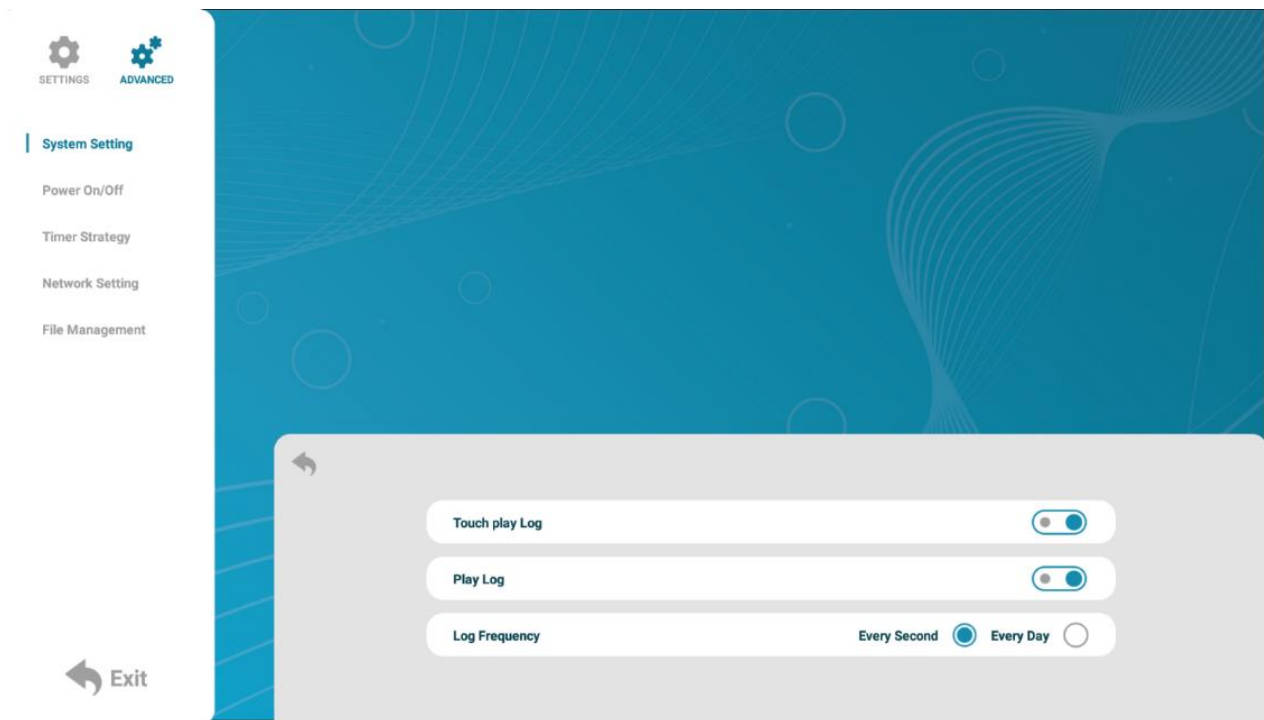 SETTINGS ADVANCED
System Setting
Power On/Off
Timer Strategy
Network Setting
File Management
Exit
Touch play Log
Play Log
Log Frequency Every Second Every Day